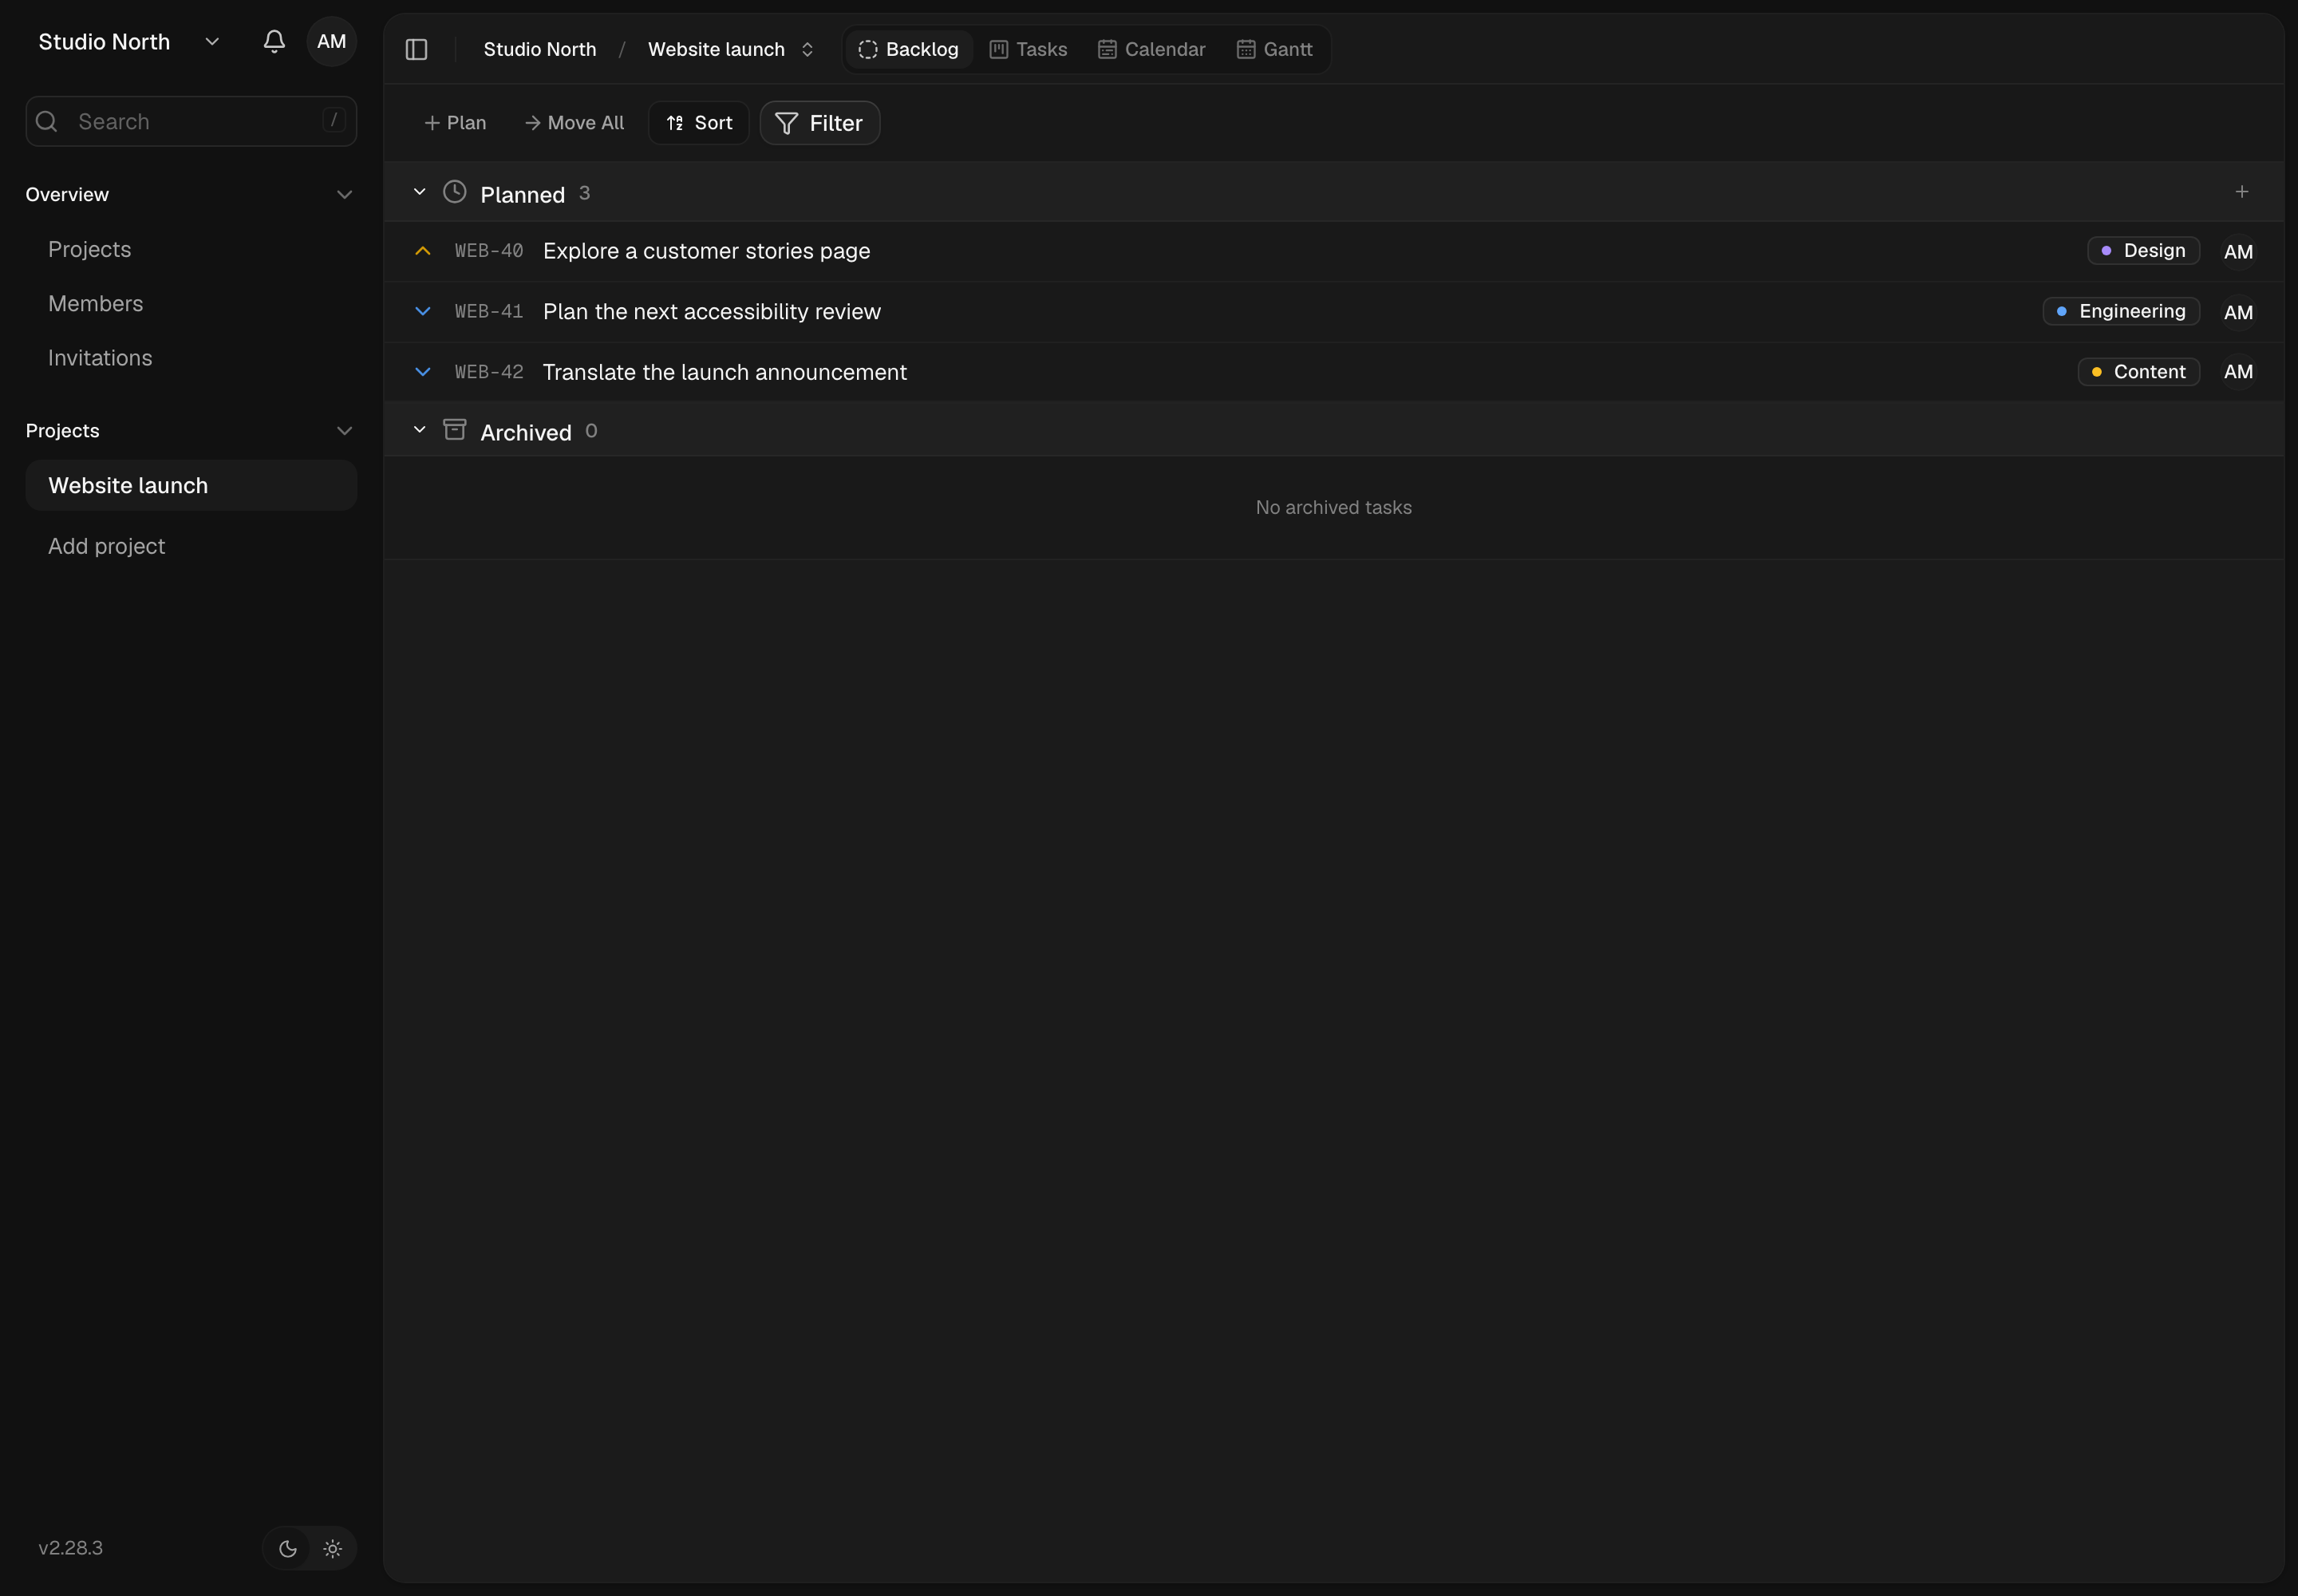 Studio North
AM
Search
/
Overview
Projects
Members
Invitations
Projects
Website launch
Add project
v2.28.3
Studio North / Website launch
Backlog
Tasks
Calendar
Gantt
Plan
Move All
Sort
Filter
Planned 3
WEB-40 Explore a customer stories page Design AM
WEB-41 Plan the next accessibility review Engineering AM
WEB-42 Translate the launch announcement Content AM
Archived 0
No archived tasks